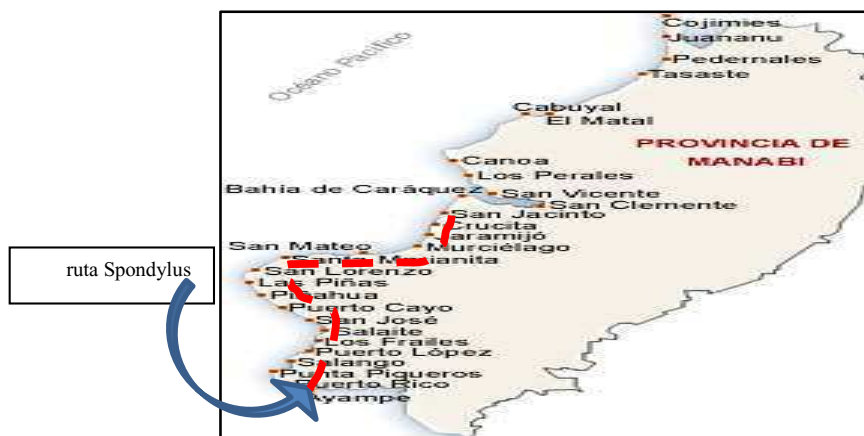 Cojimies
Juananu
Océano Pacifico
Pedernales
Tasaste
Cabuyal
El Matal
PROVINCIA DE
MANABI
Canoa
Los Perales
Bahia de Caráquez
San Vicente
San Clemente
San Jacinto
Crucita
Jaramijó
San Mateo
Murciélago
Santa Marianita
ruta Spondylus
San Lorenzo
Las Piñas
Piñahua
Puerto Cayo
San José
Salaite
Los Frailes
Puerto López
Salango
Punta Piqueros
Puerto Rico
Ayampe